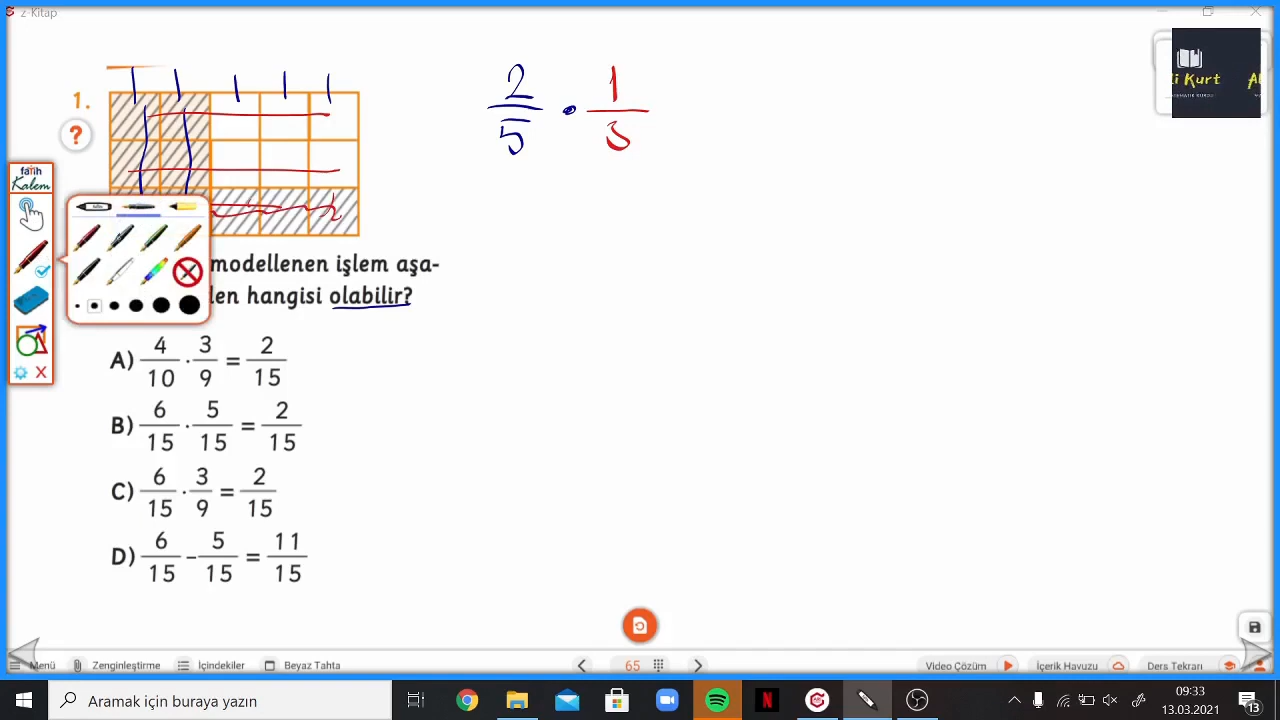 z-Kitap
li Kurt
1.
?
2/5 · 1/3
fatih
Kalem
modellenen işlem aşa-
len hangisi olabilir?
A) 4/10 · 3/9 = 2/15
B) 6/15 · 5/15 = 2/15
C) 6/15 · 3/9 = 2/15
D) 6/15 - 5/15 = 11/15
Menü Zenginleştirme İçindekiler Beyaz Tahta 65 Video Çözüm İçerik Havuzu Ders Tekrarı
Aramak için buraya yazın
09:33
13.03.2021
13